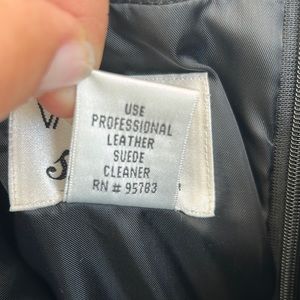 USE
PROFESSIONAL
LEATHER
SUEDE
CLEANER
RN # 95783